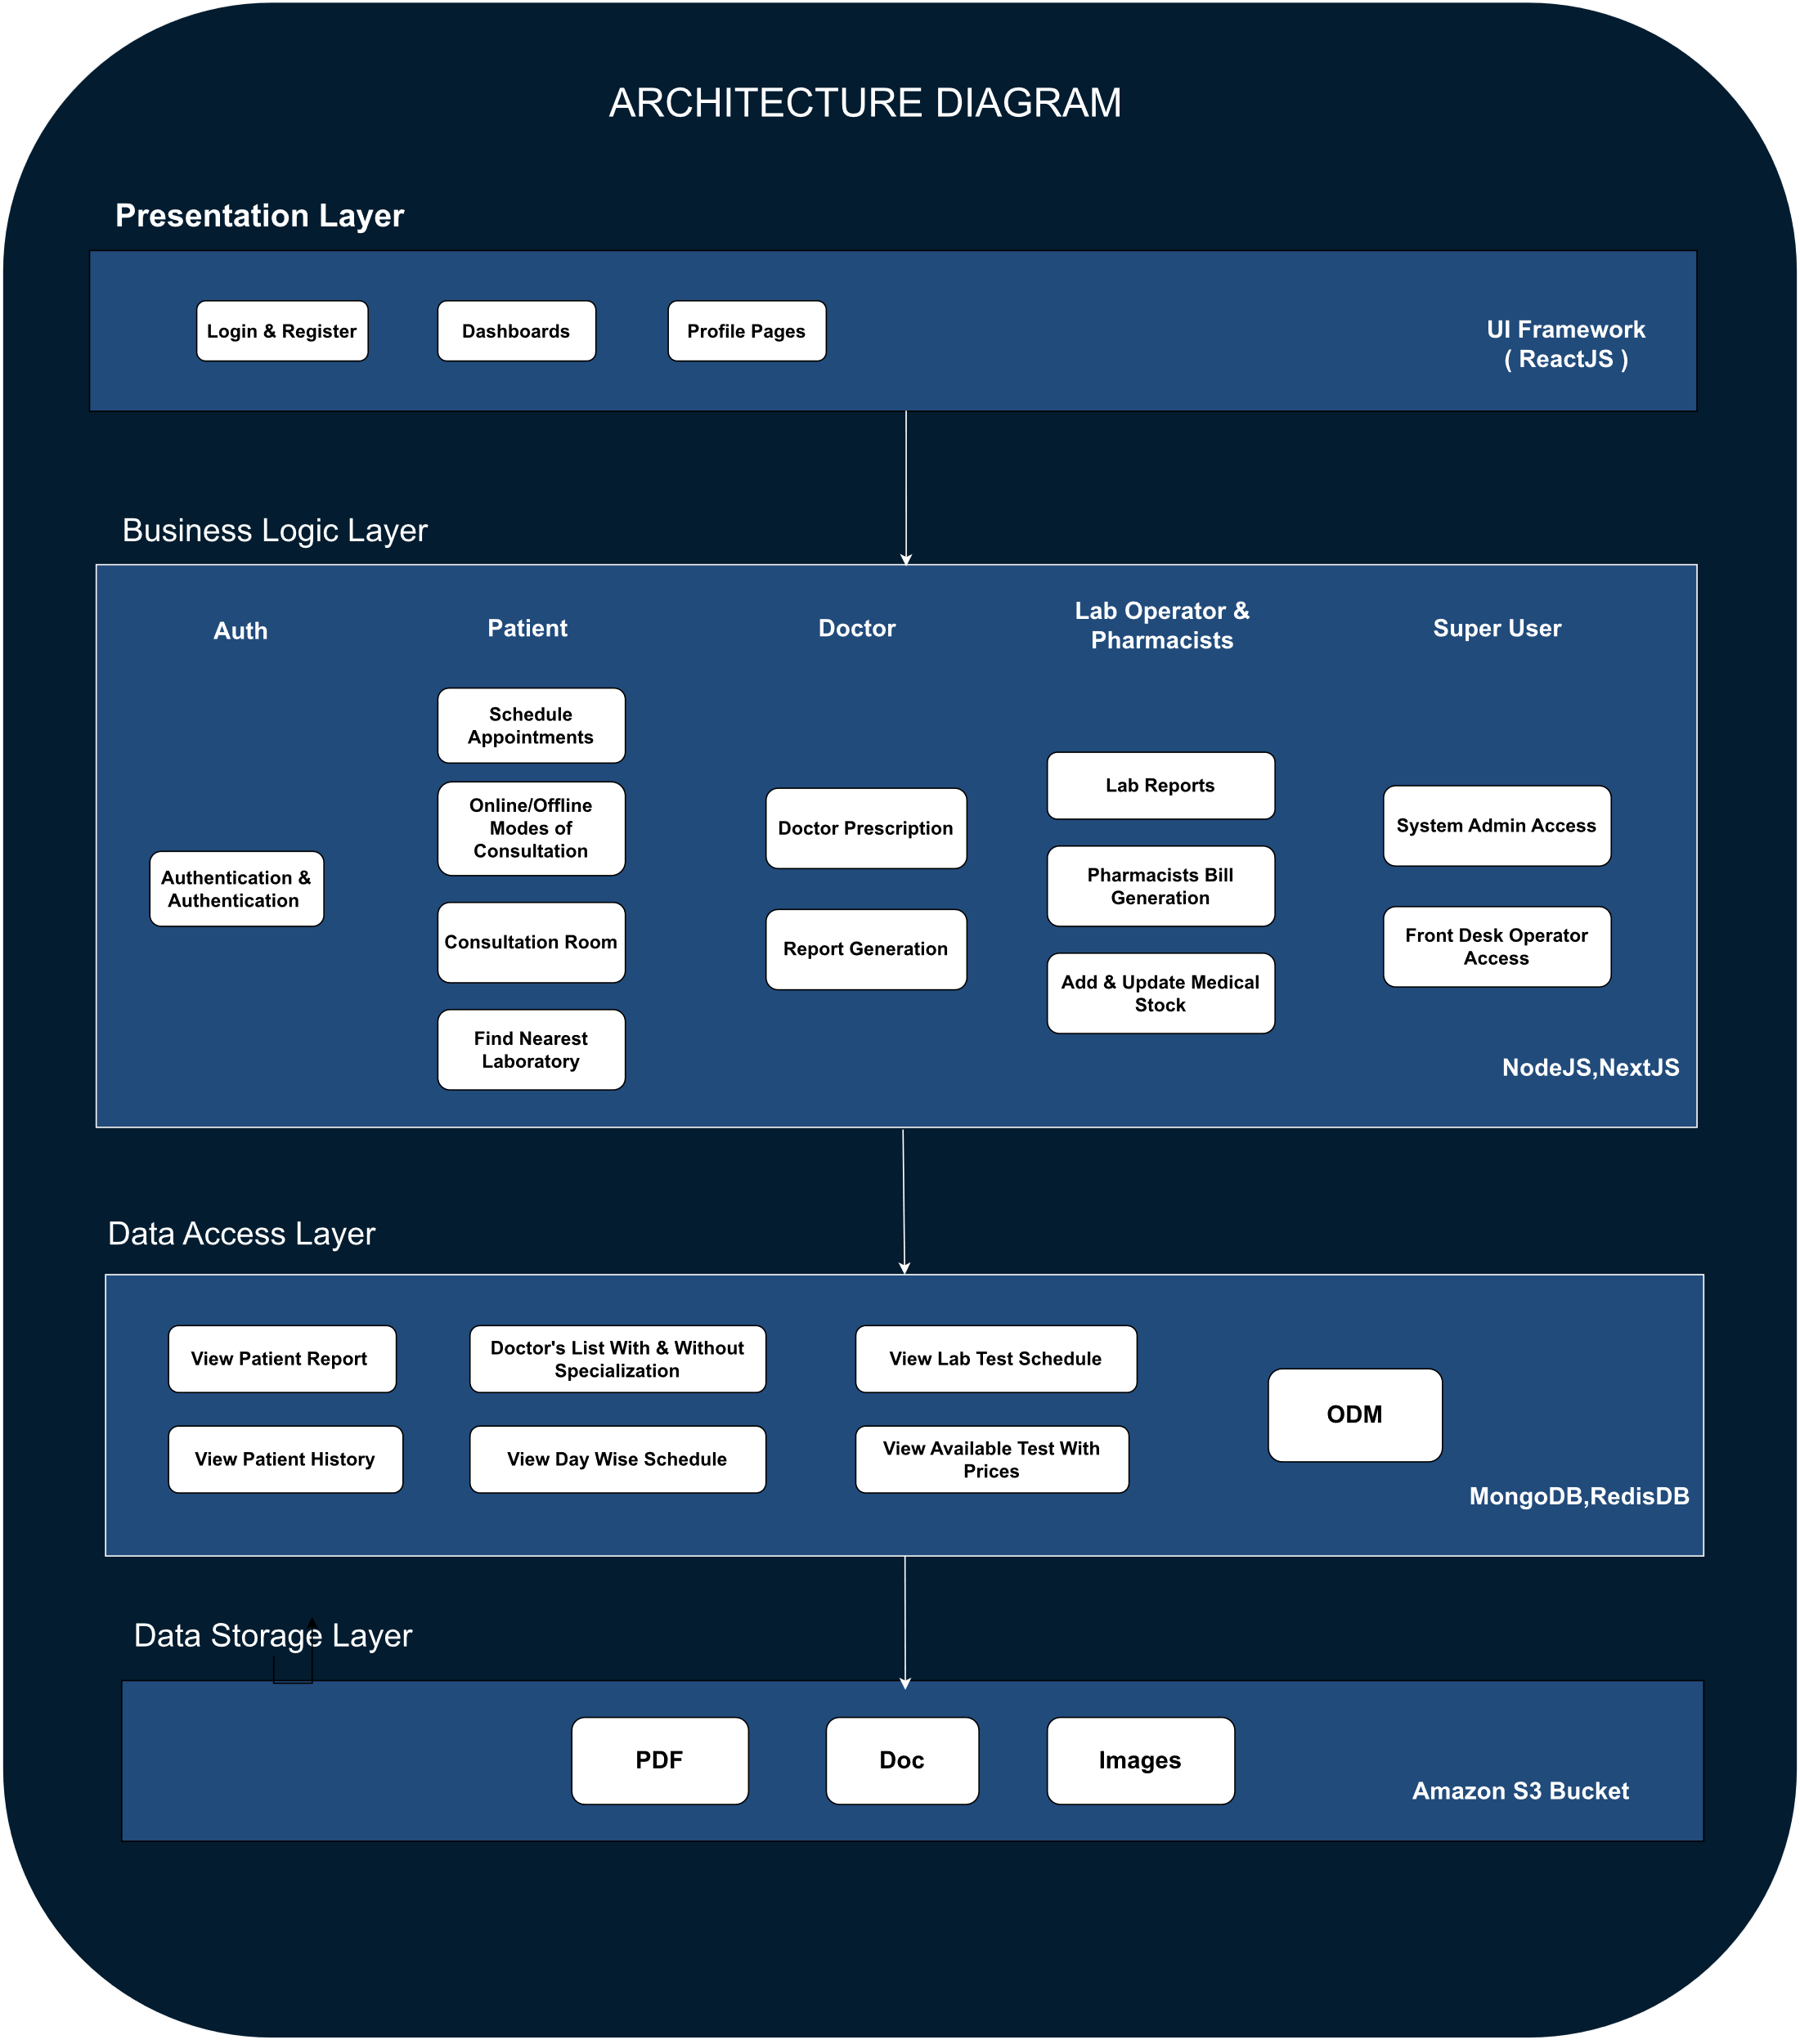 ARCHITECTURE DIAGRAM
Presentation Layer
Login & Register
Dashboards
Profile Pages
UI Framework
( ReactJS )
Business Logic Layer
Auth
Patient
Doctor
Lab Operator &
Pharmacists
Super User
Authentication &
Authentication
Schedule
Appointments
Online/Offline
Modes of
Consultation
Consultation Room
Find Nearest
Laboratory
Doctor Prescription
Report Generation
Lab Reports
Pharmacists Bill
Generation
Add & Update Medical
Stock
System Admin Access
Front Desk Operator
Access
NodeJS,NextJS
Data Access Layer
View Patient Report
Doctor's List With & Without
Specialization
View Lab Test Schedule
ODM
View Patient History
View Day Wise Schedule
View Available Test With
Prices
MongoDB,RedisDB
Data Storage Layer
PDF
Doc
Images
Amazon S3 Bucket